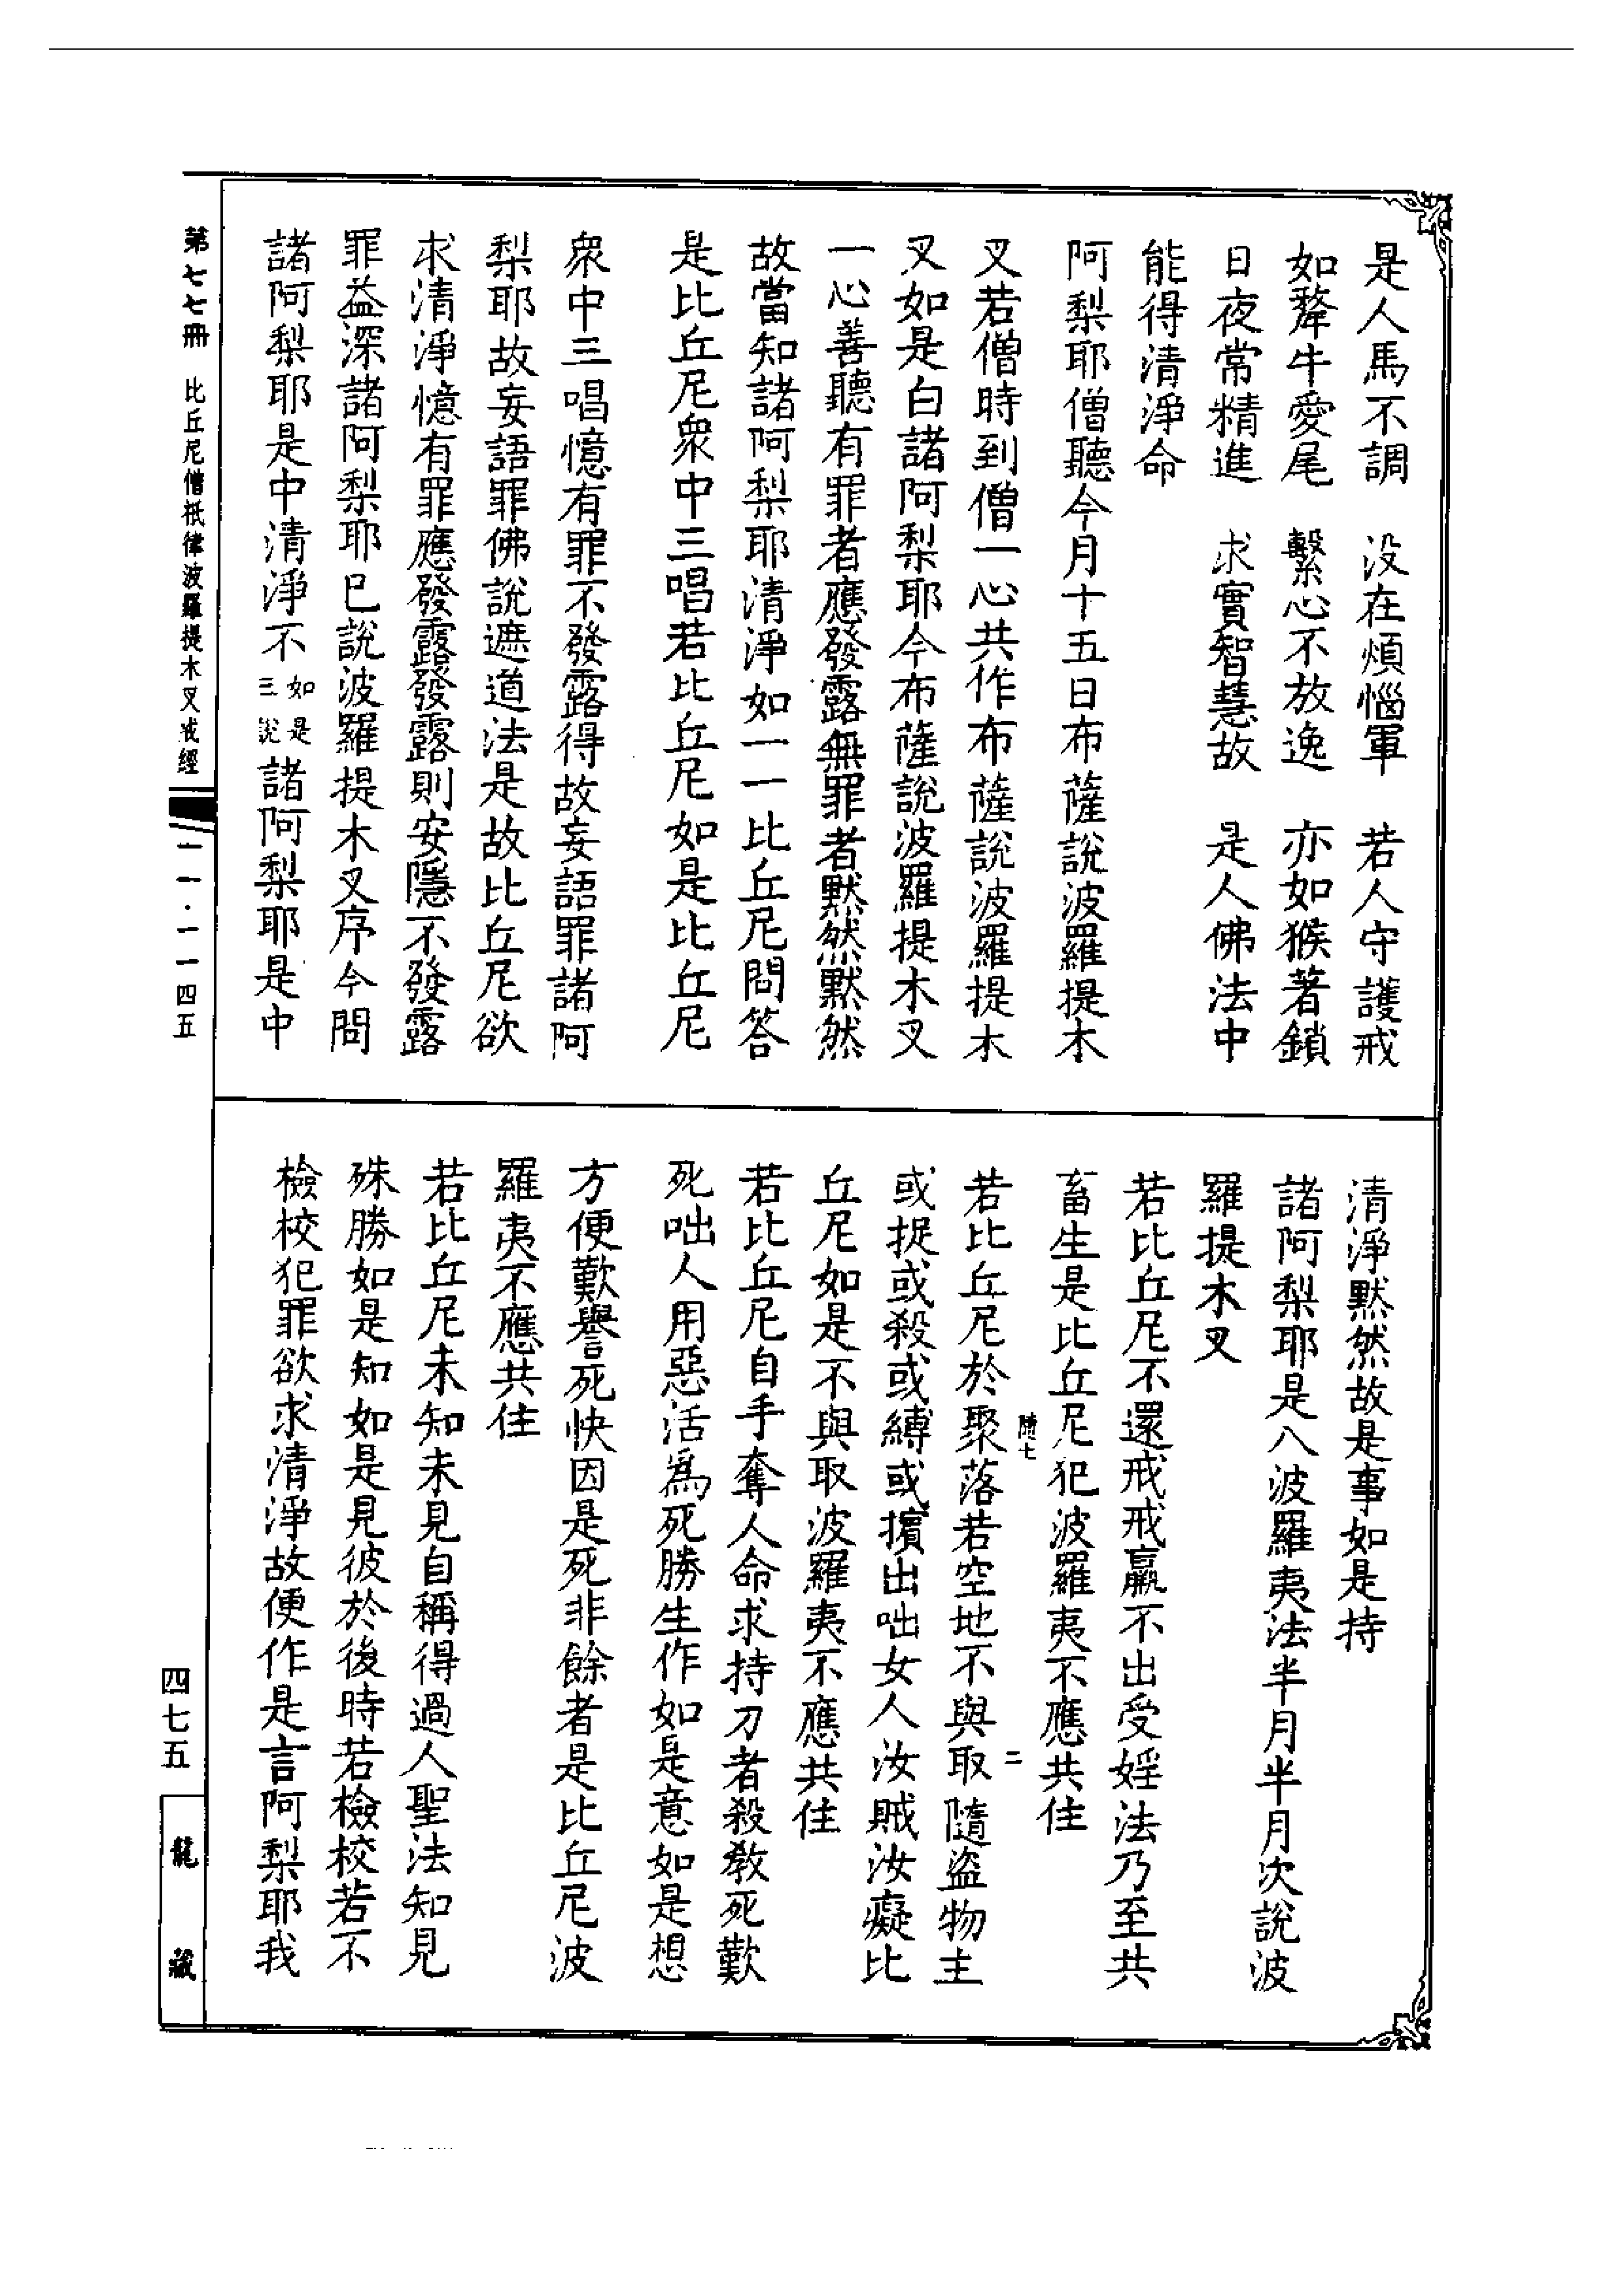 是人馬不調　没在煩惱軍　若人守護戒
如犛牛愛尾　繫心不放逸　亦如猴著鎖
日夜常精進　求實智慧故　是人佛法中
能得清淨命
阿梨耶僧聽今月十五日布薩說波羅提木
叉若僧時到僧一心共作布薩說波羅提木
叉如是白諸阿梨耶今布薩說波羅提木叉
一心善聽有罪者應發露無罪者默然默然
故當知諸阿梨耶清淨如一一比丘尼問答
是比丘尼衆中三唱若比丘尼如是比丘尼
衆中三唱憶有罪不發露得故妄語罪諸阿
梨耶故妄語罪佛說遮道法是故比丘尼欲
求清淨憶有罪應發露發露則安隱不發露
罪益深諸阿梨耶巳說波羅提木叉序今問
諸阿梨耶是中清淨不如是三說諸阿梨耶是中
清淨默然故是事如是持
諸阿梨耶是八波羅夷法半月半月次說波
羅提木叉
若比丘尼不還戒戒羸不出受婬法乃至共
畜生是比丘尼犯波羅夷不應共住
隨七　二
若比丘尼於聚落若空地不與取隨盜物主
或捉或殺或縛或擯出咄女人汝賊汝癡比
丘尼如是不與取波羅夷不應共住
若比丘尼自手奪人命求持刀者殺教死歎
死咄人用惡活爲死勝生作如是意如是想
方便歎譽死快因是死非餘者是比丘尼波
羅夷不應共住
若比丘尼未知未見自稱得過人聖法知見
殊勝如是知如是見彼於後時若檢校若不
檢校犯罪欲求清淨故便作是言阿梨耶我
第七七冊　比丘尼僧祇律波羅提木叉戒經
一一·一一四五
四七五
龍藏